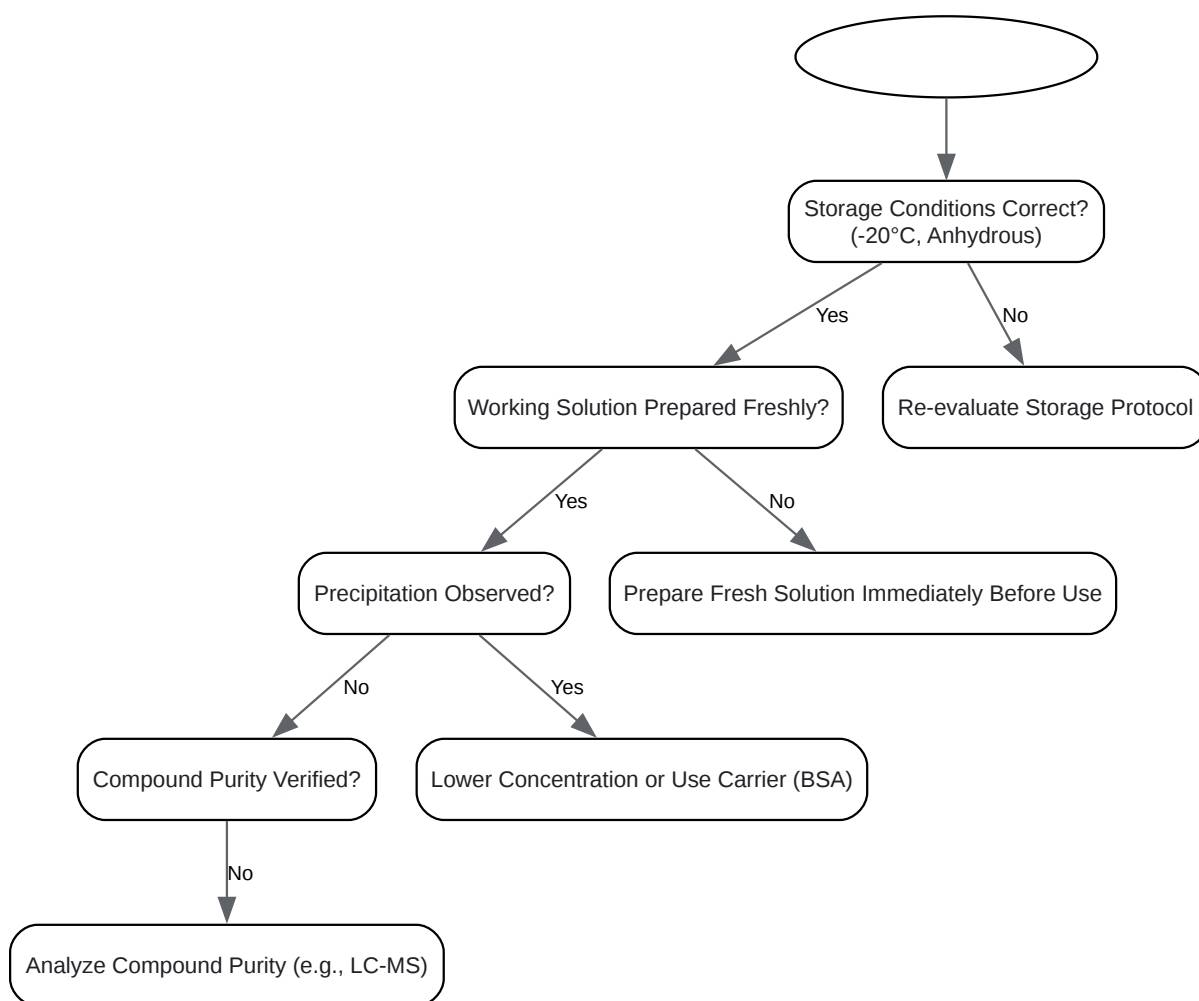 Storage Conditions Correct?
(-20°C, Anhydrous)
Yes
No
Working Solution Prepared Freshly?
Re-evaluate Storage Protocol
Yes
No
Precipitation Observed?
Prepare Fresh Solution Immediately Before Use
No
Yes
Compound Purity Verified?
Lower Concentration or Use Carrier (BSA)
No
Analyze Compound Purity (e.g., LC-MS)